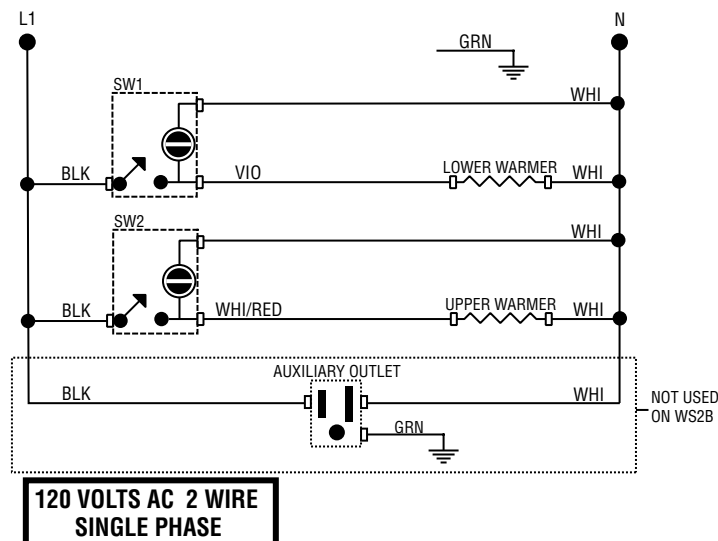 L1
N
GRN
SW1
WHI
BLK
VIO
LOWER WARMER
WHI
SW2
WHI
BLK
WHI/RED
UPPER WARMER
WHI
AUXILIARY OUTLET
BLK
WHI
NOT USED
ON WS2B
GRN
120 VOLTS AC 2 WIRE
SINGLE PHASE